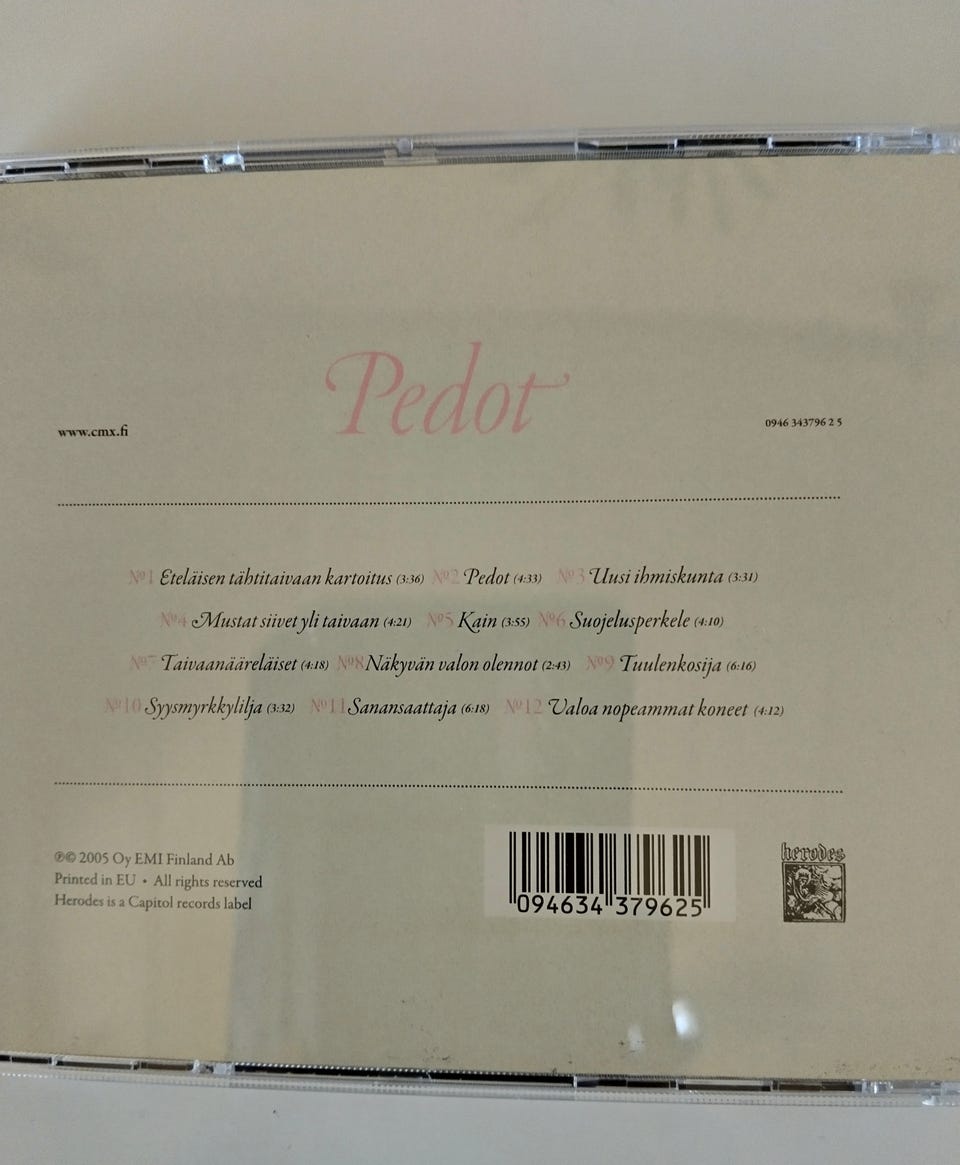 Pedot
www.cmx.fi
0946 343796 2 5
Nº1 Eteläisen tähtitaivaan kartoitus (3:36) Nº2 Pedot (4:33) Nº3 Uusi ihmiskunta (3:31)
Nº4 Mustat siivet yli taivaan (4:21) Nº5 Kain (3:55) Nº6 Suojelusperkele (4:10)
Nº7 Taivaanääreläiset (4:18) Nº8 Näkyvän valon olennot (2:43) Nº9 Tuulenkosija (6:16)
Nº10 Syysmyrkkylilja (3:32) Nº11 Sanansaattaja (6:18) Nº12 Valoa nopeammat koneet (4:12)
℗© 2005 Oy EMI Finland Ab
Printed in EU • All rights reserved
Herodes is a Capitol records label
094634 379625
herodes